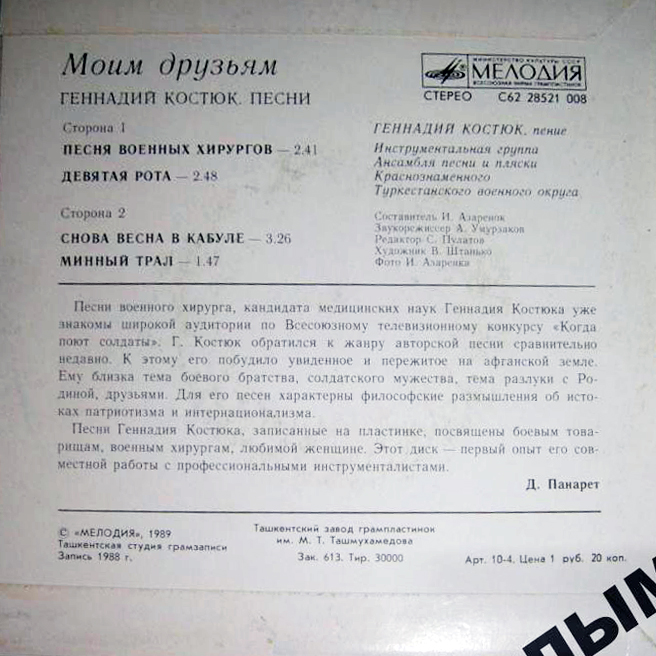 Моим друзьям
ГЕННАДИЙ КОСТЮК. ПЕСНИ
МИНИСТЕРСТВО КУЛЬТУРЫ СССР
МЕЛОДИЯ
ВСЕСОЮЗНАЯ ФИРМА ГРАМПЛАСТИНОК
СТЕРЕО С62 28521 008
Сторона 1
ПЕСНЯ ВОЕННЫХ ХИРУРГОВ — 2.41
ДЕВЯТАЯ РОТА — 2.48
Сторона 2
СНОВА ВЕСНА В КАБУЛЕ — 3.26
МИННЫЙ ТРАЛ — 1.47
ГЕННАДИЙ КОСТЮК, пение
Инструментальная группа
Ансамбля песни и пляски
Краснознаменного
Туркестанского военного округа
Составитель И. Азаренок
Звукорежиссер А. Умурзаков
Редактор С. Пулатов
Художник В. Штанько
Фото И. Азаренка
Песни военного хирурга, кандидата медицинских наук Геннадия Костюка уже
знакомы широкой аудитории по Всесоюзному телевизионному конкурсу «Когда
поют солдаты». Г. Костюк обратился к жанру авторской песни сравнительно
недавно. К этому его побудило увиденное и пережитое на афганской земле.
Ему близка тема боевого братства, солдатского мужества, тема разлуки с Ро-
диной, друзьями. Для его песен характерны философские размышления об исто-
ках патриотизма и интернационализма.
Песни Геннадия Костюка, записанные на пластинке, посвящены боевым това-
рищам, военным хирургам, любимой женщине. Этот диск — первый опыт его сов-
местной работы с профессиональными инструменталистами.
Д. Панарет
© «МЕЛОДИЯ», 1989
Ташкентская студия грамзаписи
Запись 1988 г.
Ташкентский завод грампластинок
им. М. Т. Ташмухамедова
Зак. 613. Тир. 30000
Арт. 10-4. Цена 1 руб. 20 коп.
ДЫМ